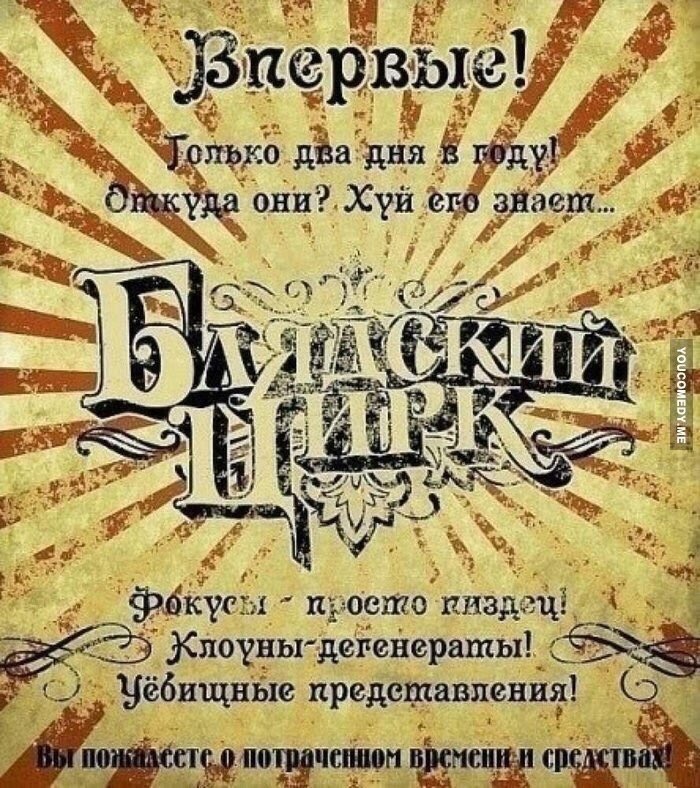 Впервые!
Только два дня в году!
Откуда они? Хуй его знает...
Блядский
Цирк
YOUCOMEDY.ME
Фокусы - просто пиздец!
Клоуны-дегенераты!
Уёбищные представления!
Вы пожалеете о потраченном времени и средствах!